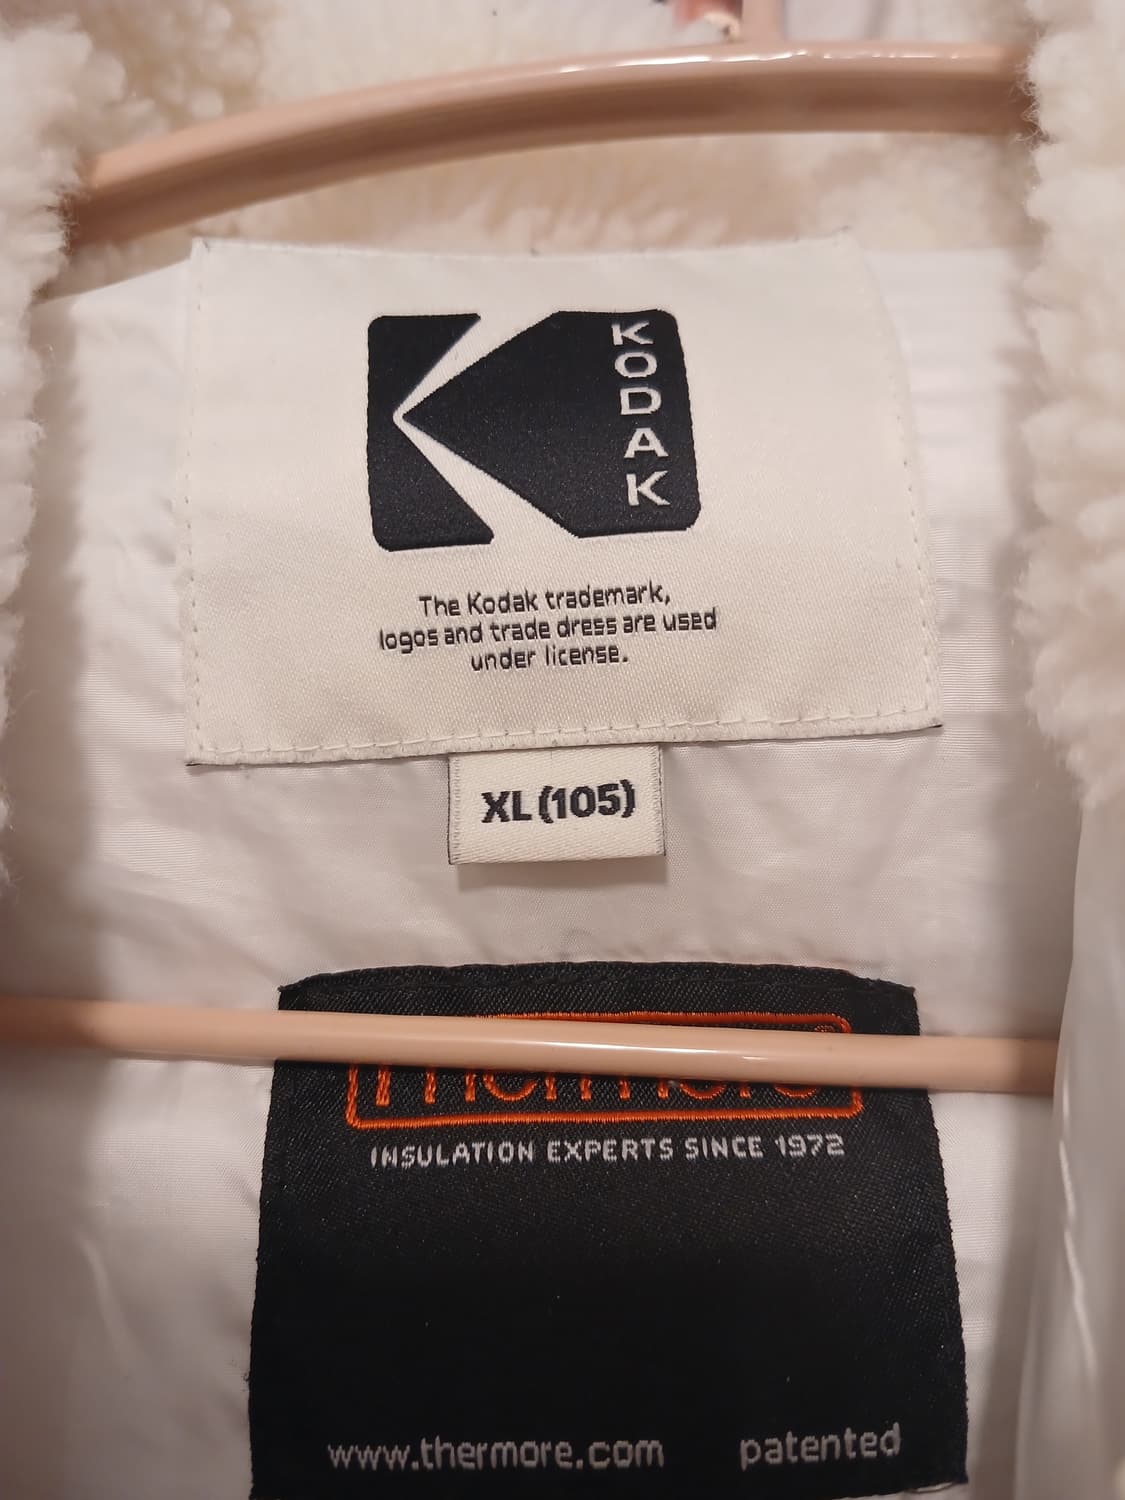 KODAK
The Kodak trademark,
logos and trade dress are used
under license.
XL (105)
Thermore
INSULATION EXPERTS SINCE 1972
www.thermore.com patented